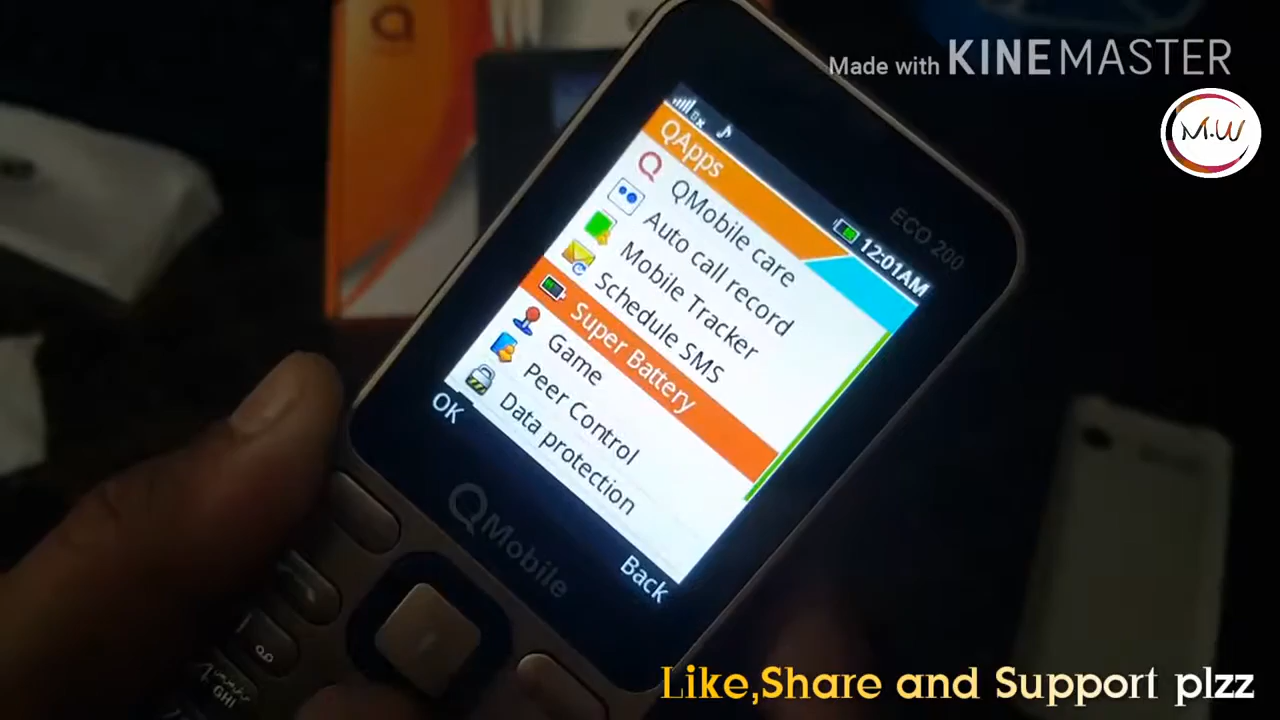 Made with KINEMASTER
M.W
ECO 200
12:01AM
QApps
QMobile care
Auto call record
Mobile Tracker
Schedule SMS
Super Battery
Game
Peer Control
Data protection
OK
Back
QMobile
GHI
Like,Share and Support plzz